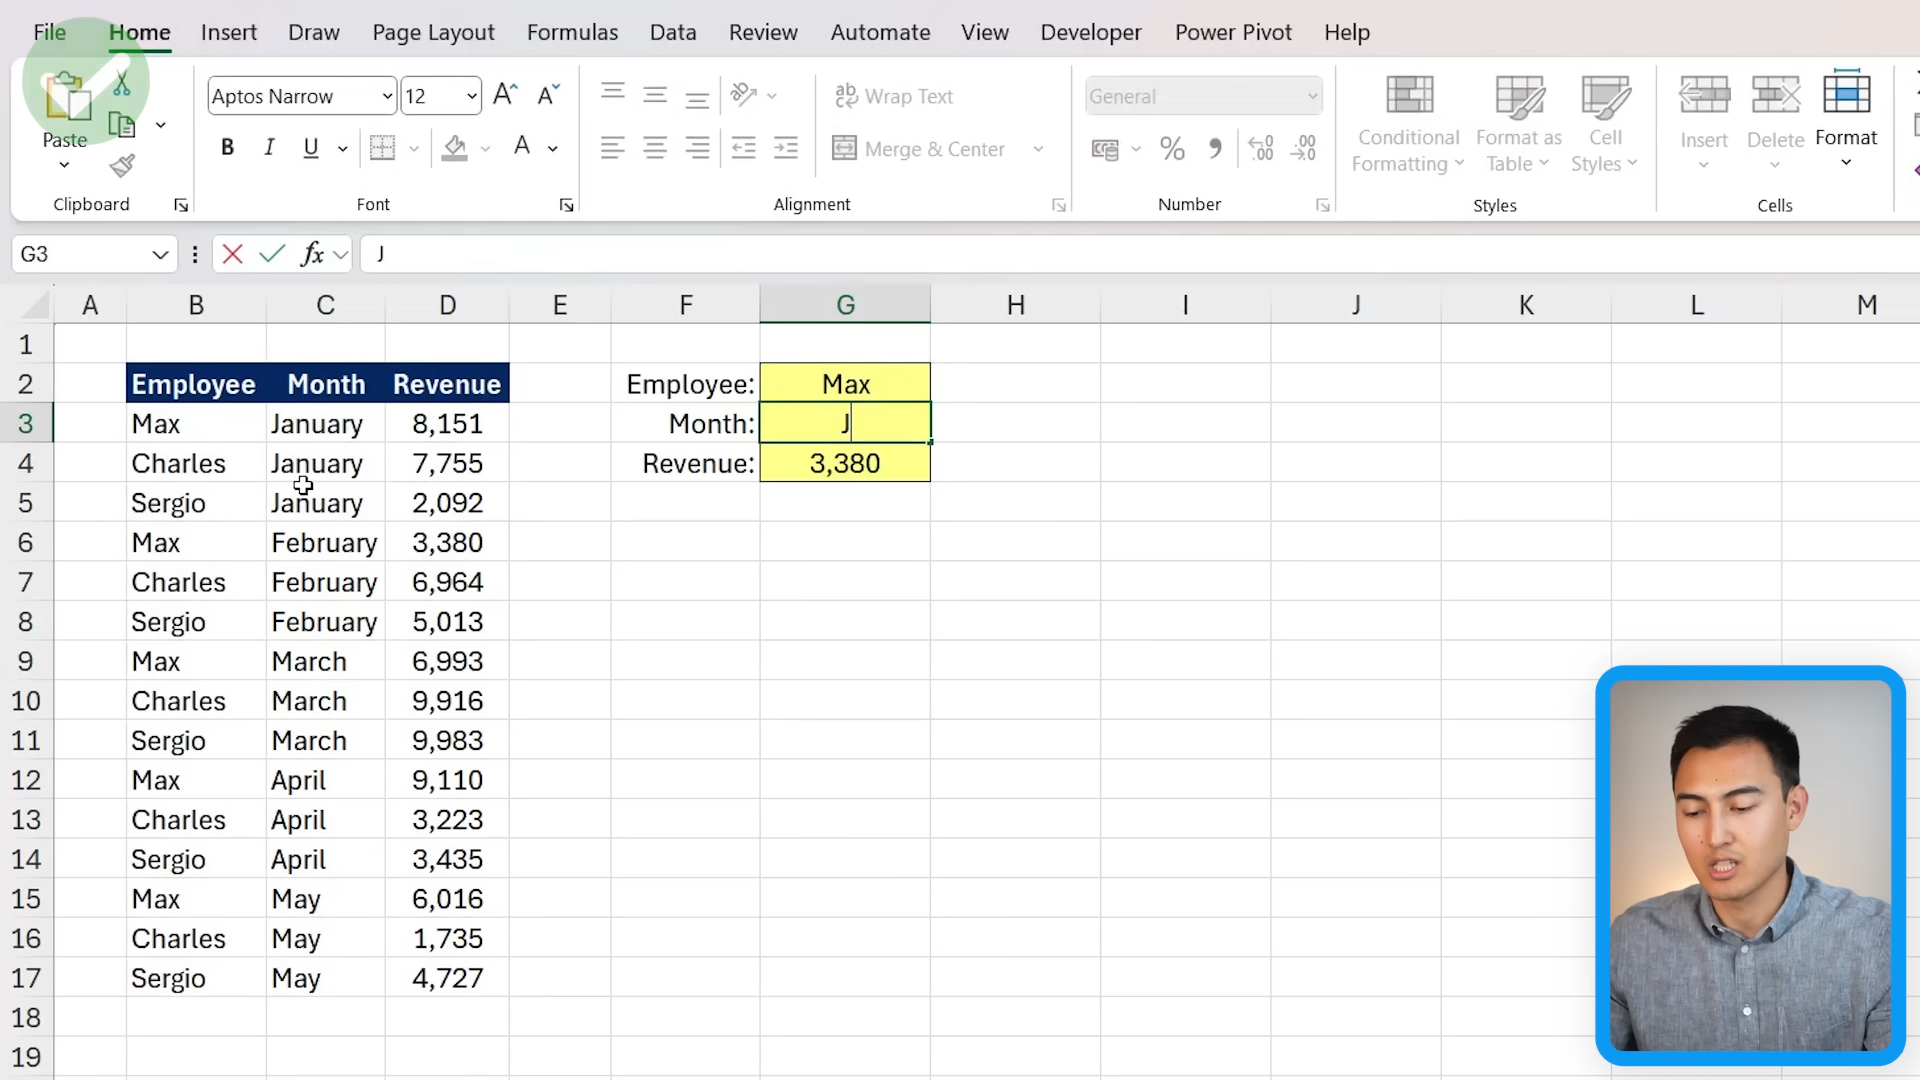 File Home Insert Draw Page Layout Formulas Data Review View Automate Developer Power Pivot Help
Paste
Clipboard
Aptos Narrow 12
B I U A
Font
ab Wrap Text
Merge & Center
Alignment
General
%
Number
Conditional Formatting
Format as Table
Cell Styles
Styles
Insert Delete Format
Cells
G3 fx J
A B C D E F G H I J K L M
1
2 Employee Month Revenue Employee: Max
3 Max January 8,151 Month: J
4 Charles January 7,755 Revenue: 3,380
5 Sergio January 2,092
6 Max February 3,380
7 Charles February 6,964
8 Sergio February 5,013
9 Max March 6,993
10 Charles March 9,916
11 Sergio March 9,983
12 Max April 9,110
13 Charles April 3,223
14 Sergio April 3,435
15 Max May 6,016
16 Charles May 1,735
17 Sergio May 4,727
18
19